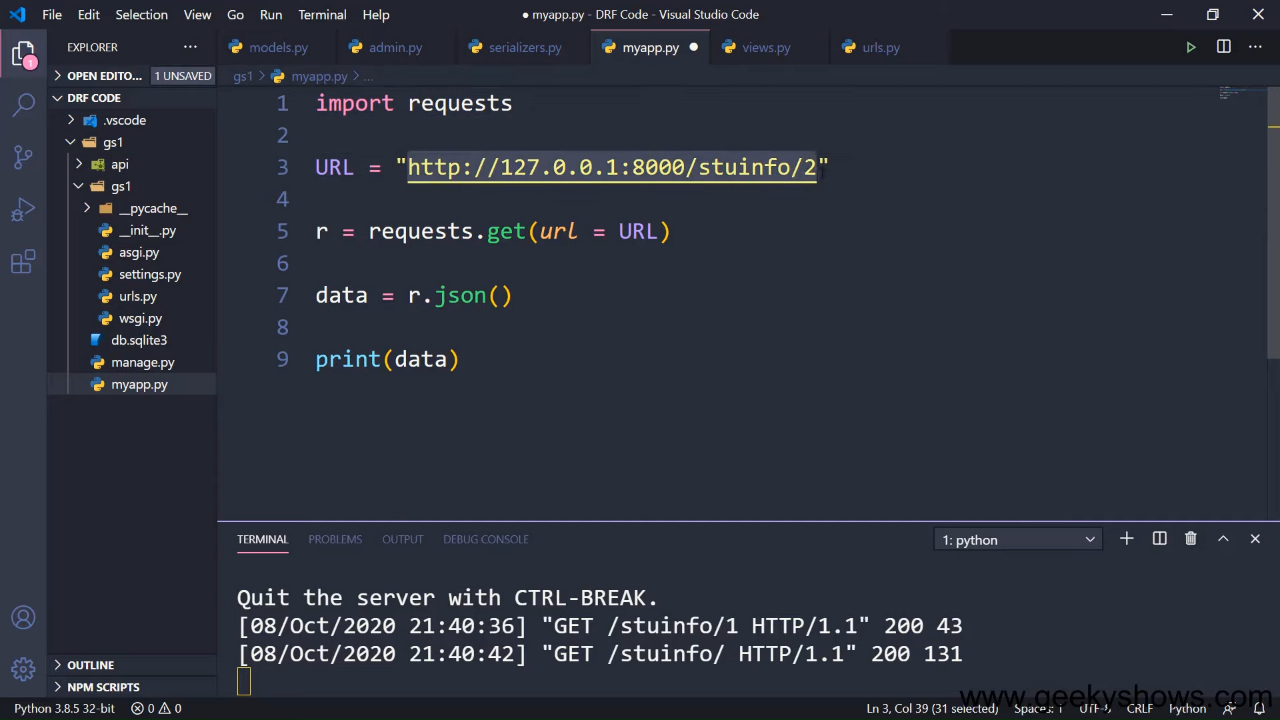 File Edit Selection View Go Run Terminal Help
● myapp.py - DRF Code - Visual Studio Code
EXPLORER
models.py admin.py serializers.py myapp.py views.py urls.py
OPEN EDITO... 1 UNSAVED
gs1 > myapp.py > ...
DRF CODE
.vscode
gs1
api
gs1
__pycache__
__init__.py
asgi.py
settings.py
urls.py
wsgi.py
db.sqlite3
manage.py
myapp.py
OUTLINE
NPM SCRIPTS
1 import requests
2
3 URL = "http://127.0.0.1:8000/stuinfo/2"
4
5 r = requests.get(url = URL)
6
7 data = r.json()
8
9 print(data)
TERMINAL PROBLEMS OUTPUT DEBUG CONSOLE
1: python
Quit the server with CTRL-BREAK.
[08/Oct/2020 21:40:36] "GET /stuinfo/1 HTTP/1.1" 200 43
[08/Oct/2020 21:40:42] "GET /stuinfo/ HTTP/1.1" 200 131
www.geekyshows.com
1
Python 3.8.5 32-bit 0 0 Ln 3, Col 39 (31 selected) Spaces: 1 UTF-8 CRLF Python